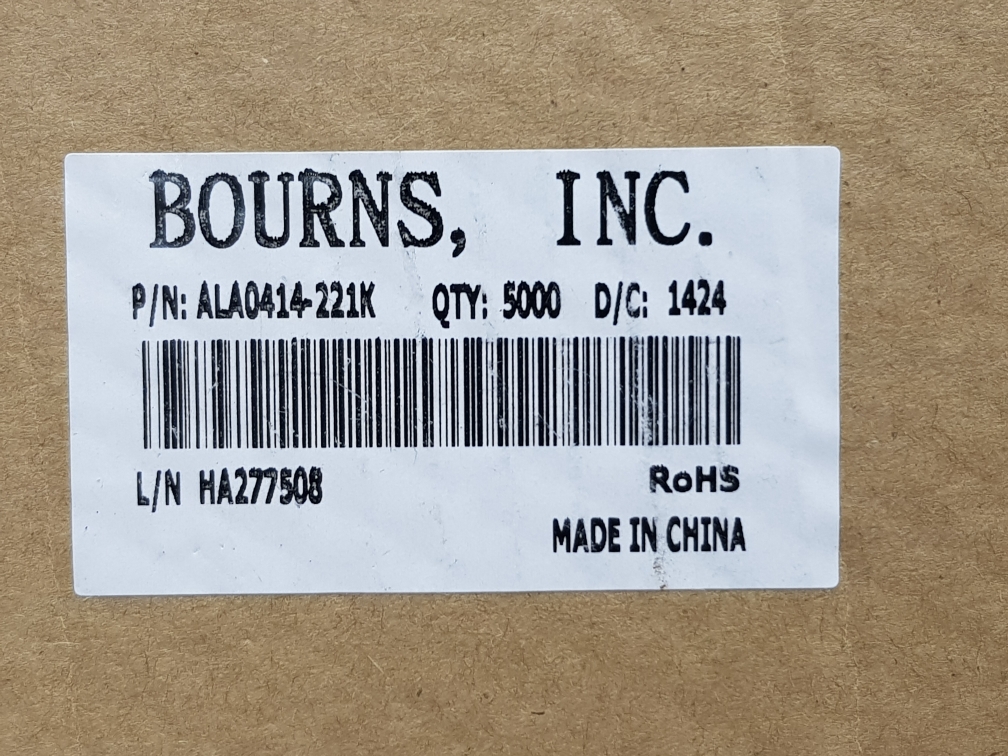 BOURNS, INC.
P/N: ALA0414-221K QTY: 5000 D/C: 1424
L/N HA277508 RoHS
MADE IN CHINA